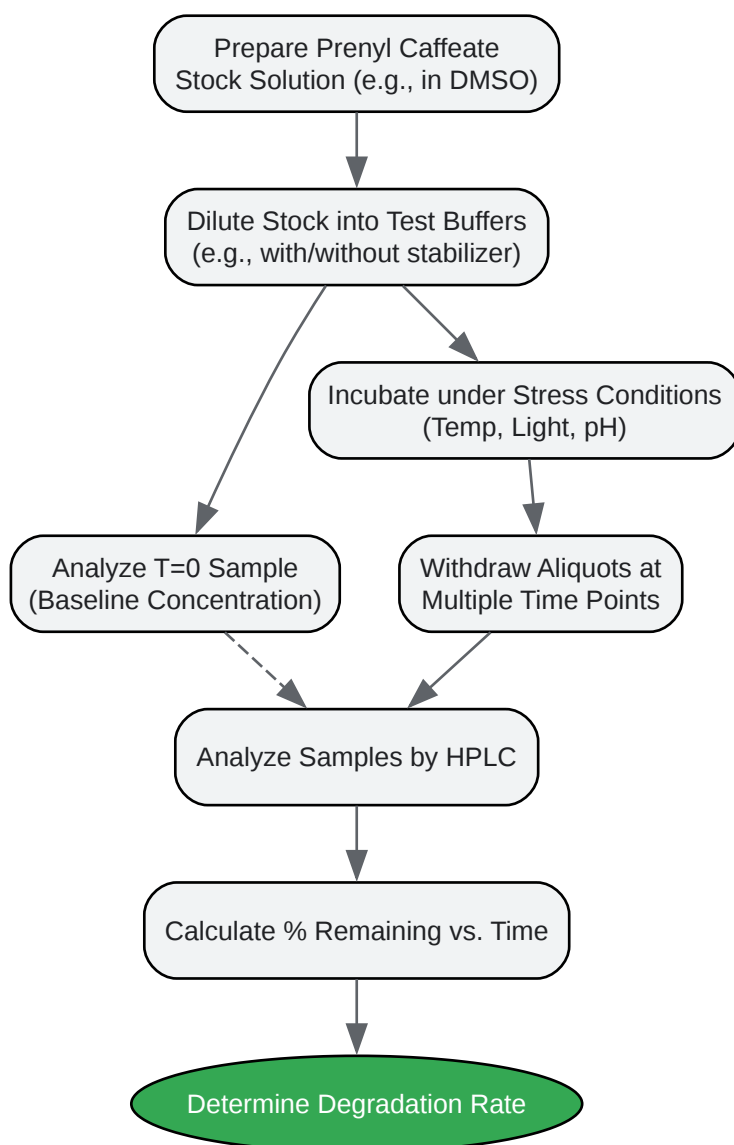 Prepare Prenyl Caffeate
Stock Solution (e.g., in DMSO)
Dilute Stock into Test Buffers
(e.g., with/without stabilizer)
Incubate under Stress Conditions
(Temp, Light, pH)
Analyze T=0 Sample
(Baseline Concentration)
Withdraw Aliquots at
Multiple Time Points
Analyze Samples by HPLC
Calculate % Remaining vs. Time
Determine Degradation Rate